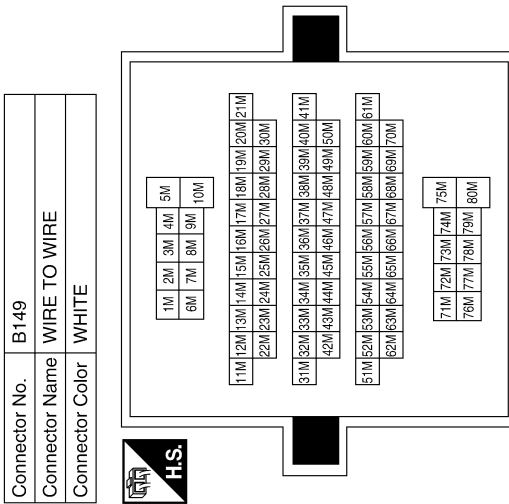 Connector No. B149
Connector Name WIRE TO WIRE
Connector Color WHITE
H.S.
1M 2M 3M 4M 5M
6M 7M 8M 9M 10M
11M 12M 13M 14M 15M 16M 17M 18M 19M 20M 21M
22M 23M 24M 25M 26M 27M 28M 29M 30M
31M 32M 33M 34M 35M 36M 37M 38M 39M 40M 41M
42M 43M 44M 45M 46M 47M 48M 49M 50M
51M 52M 53M 54M 55M 56M 57M 58M 59M 60M 61M
62M 63M 64M 65M 66M 67M 68M 69M 70M
71M 72M 73M 74M 75M
76M 77M 78M 79M 80M